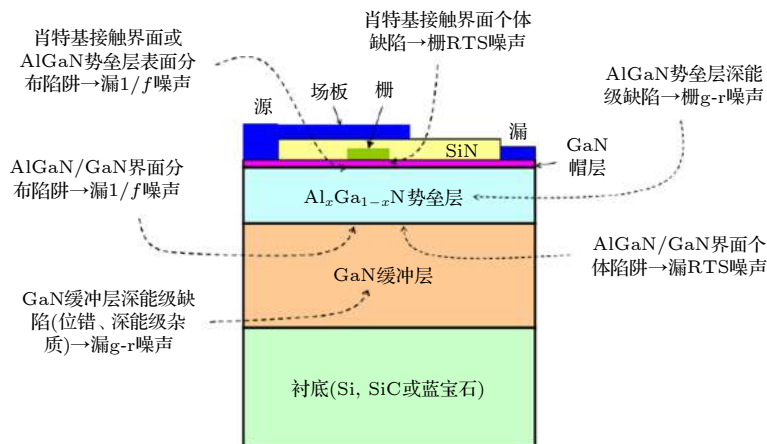 肖特基接触界面或
AlGaN势垒层表面分
布陷阱→漏1/f噪声
肖特基接触界面个体
缺陷→栅RTS噪声
AlGaN势垒层深能
级缺陷→栅g-r噪声
源
场板
栅
漏
SiN
GaN
帽层
AlGaN/GaN界面分
布陷阱→漏1/f噪声
AlxGa1−xN势垒层
AlGaN/GaN界面个
体陷阱→漏RTS噪声
GaN缓冲层
GaN缓冲层深能级缺
陷(位错、深能级杂
质)→漏g-r噪声
衬底(Si, SiC或蓝宝石)